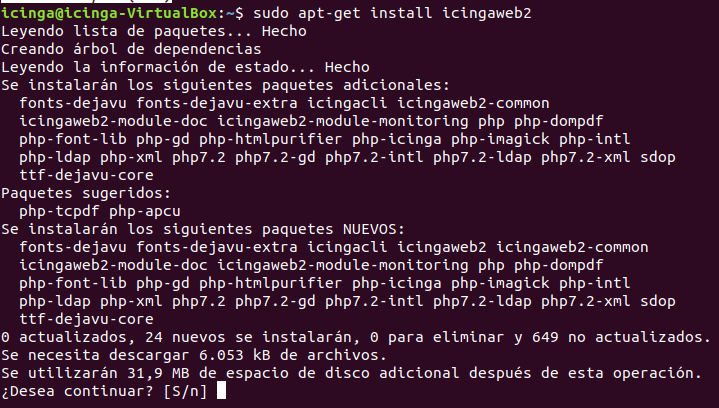 icinga@icinga-VirtualBox:~$ sudo apt-get install icingaweb2
Leyendo lista de paquetes... Hecho
Creando árbol de dependencias
Leyendo la información de estado... Hecho
Se instalarán los siguientes paquetes adicionales:
  fonts-dejavu fonts-dejavu-extra icingacli icingaweb2-common
  icingaweb2-module-doc icingaweb2-module-monitoring php php-dompdf
  php-font-lib php-gd php-htmlpurifier php-icinga php-imagick php-intl
  php-ldap php-xml php7.2 php7.2-gd php7.2-intl php7.2-ldap php7.2-xml sdop
  ttf-dejavu-core
Paquetes sugeridos:
  php-tcpdf php-apcu
Se instalarán los siguientes paquetes NUEVOS:
  fonts-dejavu fonts-dejavu-extra icingacli icingaweb2 icingaweb2-common
  icingaweb2-module-doc icingaweb2-module-monitoring php php-dompdf
  php-font-lib php-gd php-htmlpurifier php-icinga php-imagick php-intl
  php-ldap php-xml php7.2 php7.2-gd php7.2-intl php7.2-ldap php7.2-xml sdop
  ttf-dejavu-core
0 actualizados, 24 nuevos se instalarán, 0 para eliminar y 649 no actualizados.
Se necesita descargar 6.053 kB de archivos.
Se utilizarán 31,9 MB de espacio de disco adicional después de esta operación.
¿Desea continuar? [S/n]